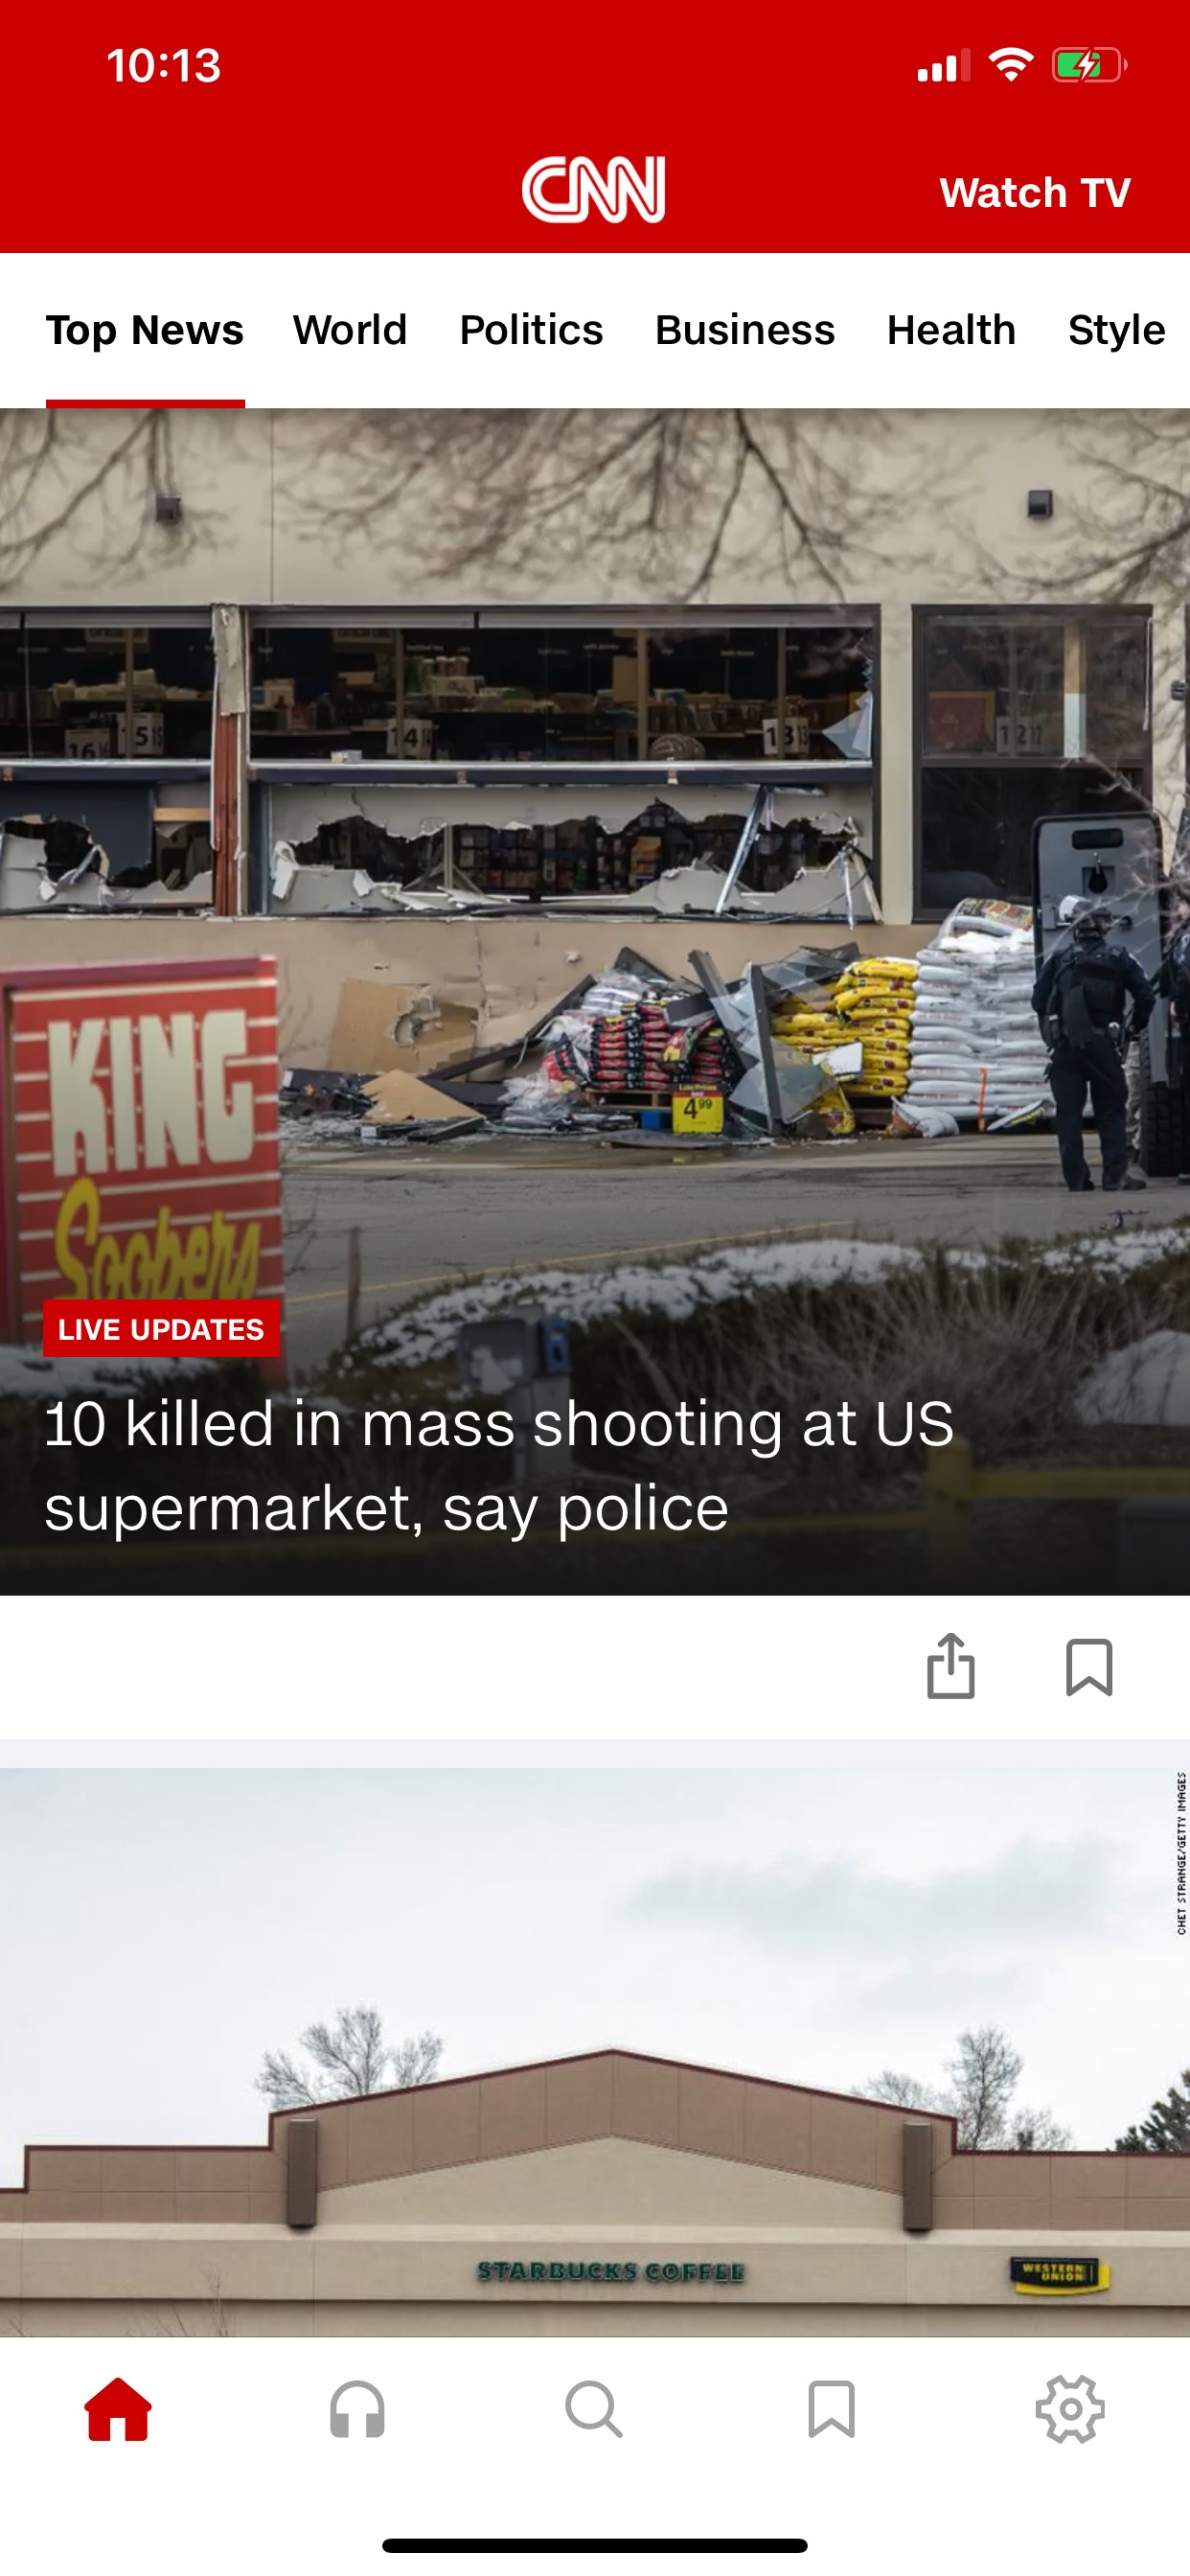 10:13
CNN
Watch TV
Top News World Politics Business Health Style
16 15 14 13 12
KING
Soopers
4.99
LIVE UPDATES
10 killed in mass shooting at US
supermarket, say police
CHET STRANGE/GETTY IMAGES
STARBUCKS COFFEE
WESTERN
UNION